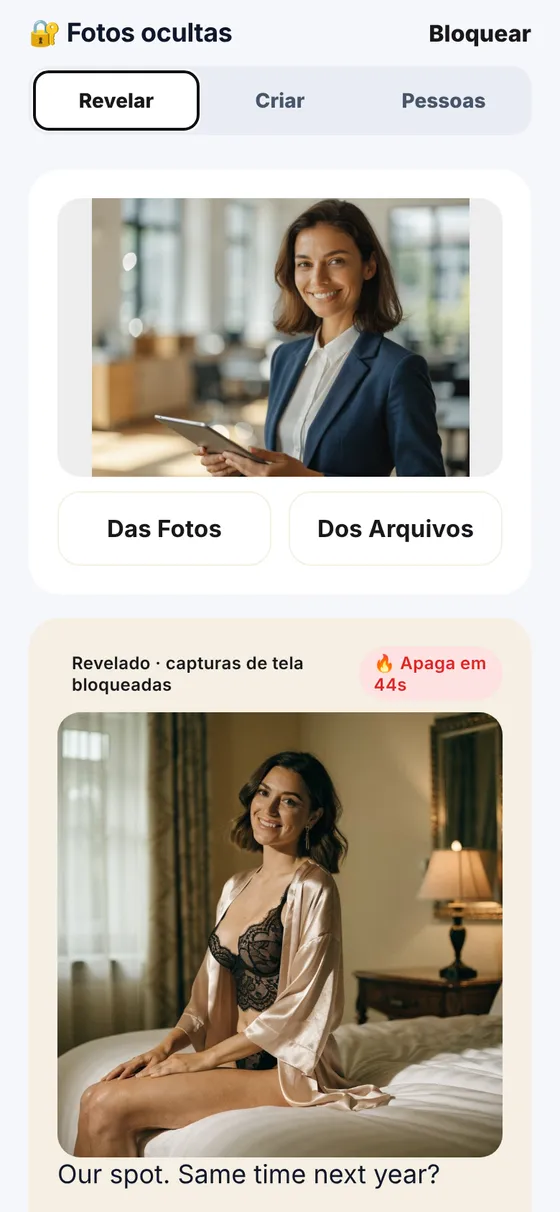 🔐 Fotos ocultas
Bloquear
Revelar
Criar
Pessoas
Das Fotos
Dos Arquivos
Revelado · capturas de tela
bloqueadas
🔥 Apaga em
44s
Our spot. Same time next year?